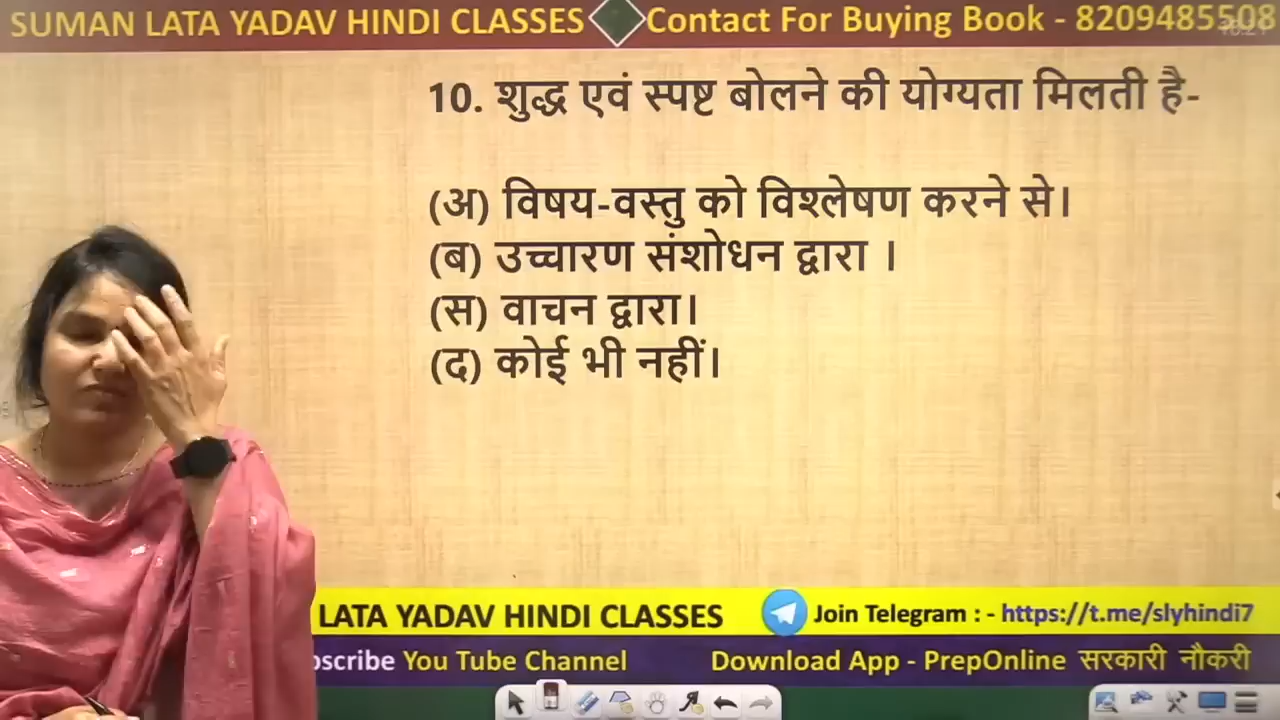 SUMAN LATA YADAV HINDI CLASSES Contact For Buying Book - 8209485508
10. शुद्ध एवं स्पष्ट बोलने की योग्यता मिलती है-
(अ) विषय-वस्तु को विश्लेषण करने से।
(ब) उच्चारण संशोधन द्वारा ।
(स) वाचन द्वारा।
(द) कोई भी नहीं।
LATA YADAV HINDI CLASSES Join Telegram : - https://t.me/slyhindi7
bscribe You Tube Channel Download App - PrepOnline सरकारी नौकरी